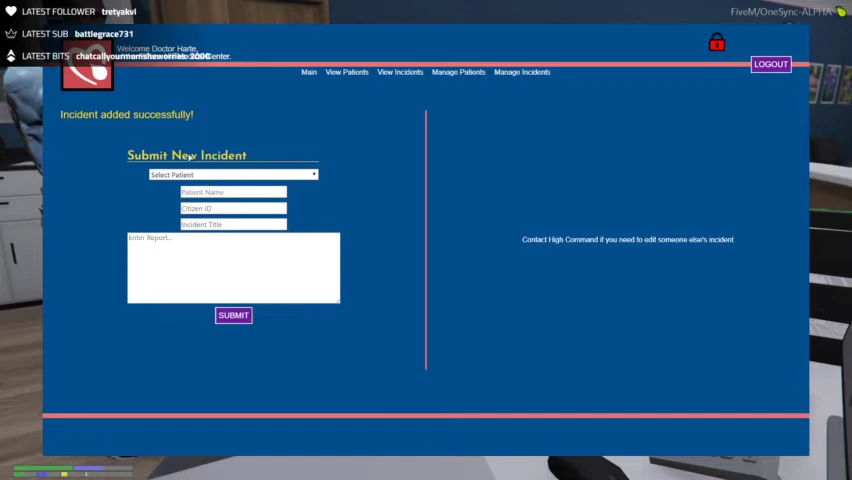 LATEST FOLLOWER tretyakvl
FiveM/OneSync-ALPHA
LATEST SUB battlegrace731
Welcome Doctor Harte,
LATEST BITS
Center.
LOGOUT
Main View Patients View Incidents Manage Patients Manage Incidents
Incident added successfully!
Submit New Incident
Select Patient
Patient Name
Citizen ID
Incident Title
Enter Report...
Contact High Command if you need to edit someone else's incident.
SUBMIT